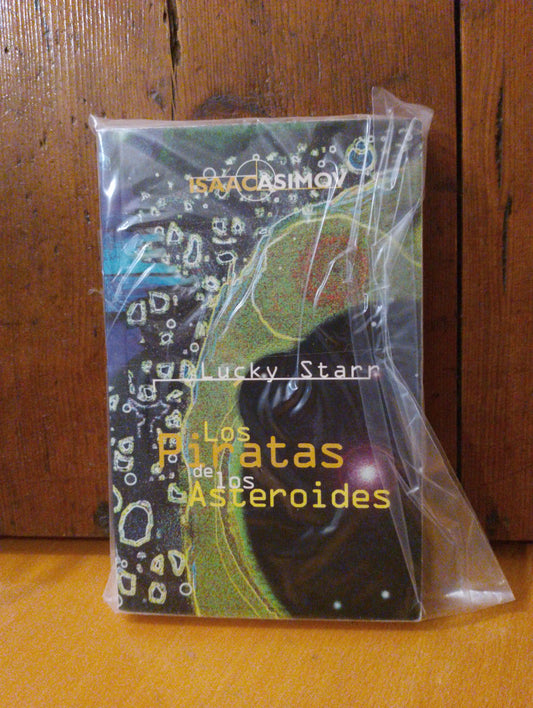 ISAAC ASIMOV
Lucky Starr
Los
Piratas
de los
Asteroides